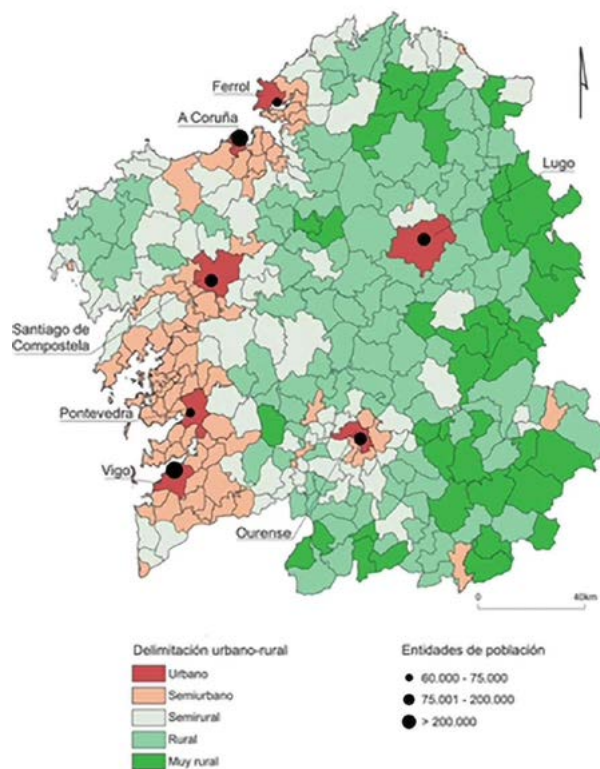 Ferrol
A Coruña
Lugo
Santiago de
Compostela
Pontevedra
Vigo
Ourense
0 40km
Delimitación urbano-rural
Urbano
Semiurbano
Semirural
Rural
Muy rural
Entidades de población
60.000 - 75.000
75.001 - 200.000
> 200.000